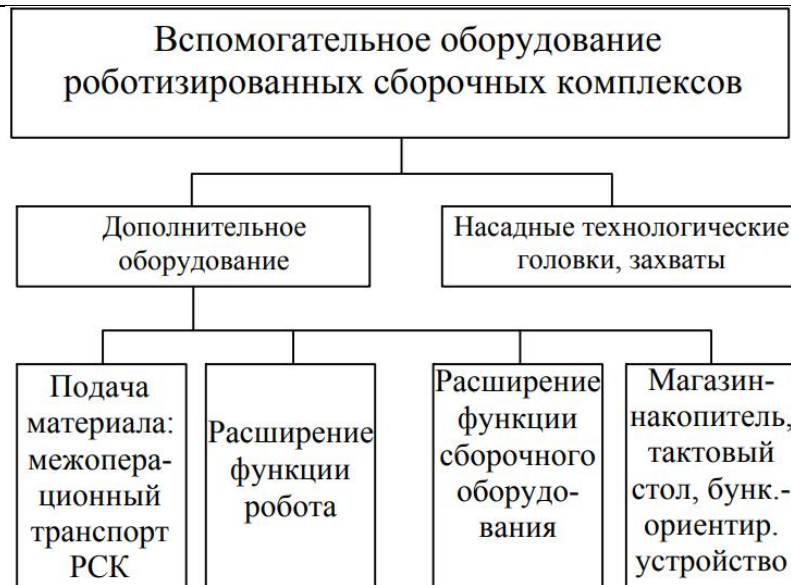 Вспомогательное оборудование
роботизированных сборочных комплексов
Дополнительное
оборудование
Насадные технологические
головки, захваты
Подача
материала:
межопера-
ционный
транспорт
РСК
Расширение
функции
робота
Расширение
функции
сборочного
оборудо-
вания
Магазин-
накопитель,
тактовый
стол, бунк.-
ориентир.
устройство